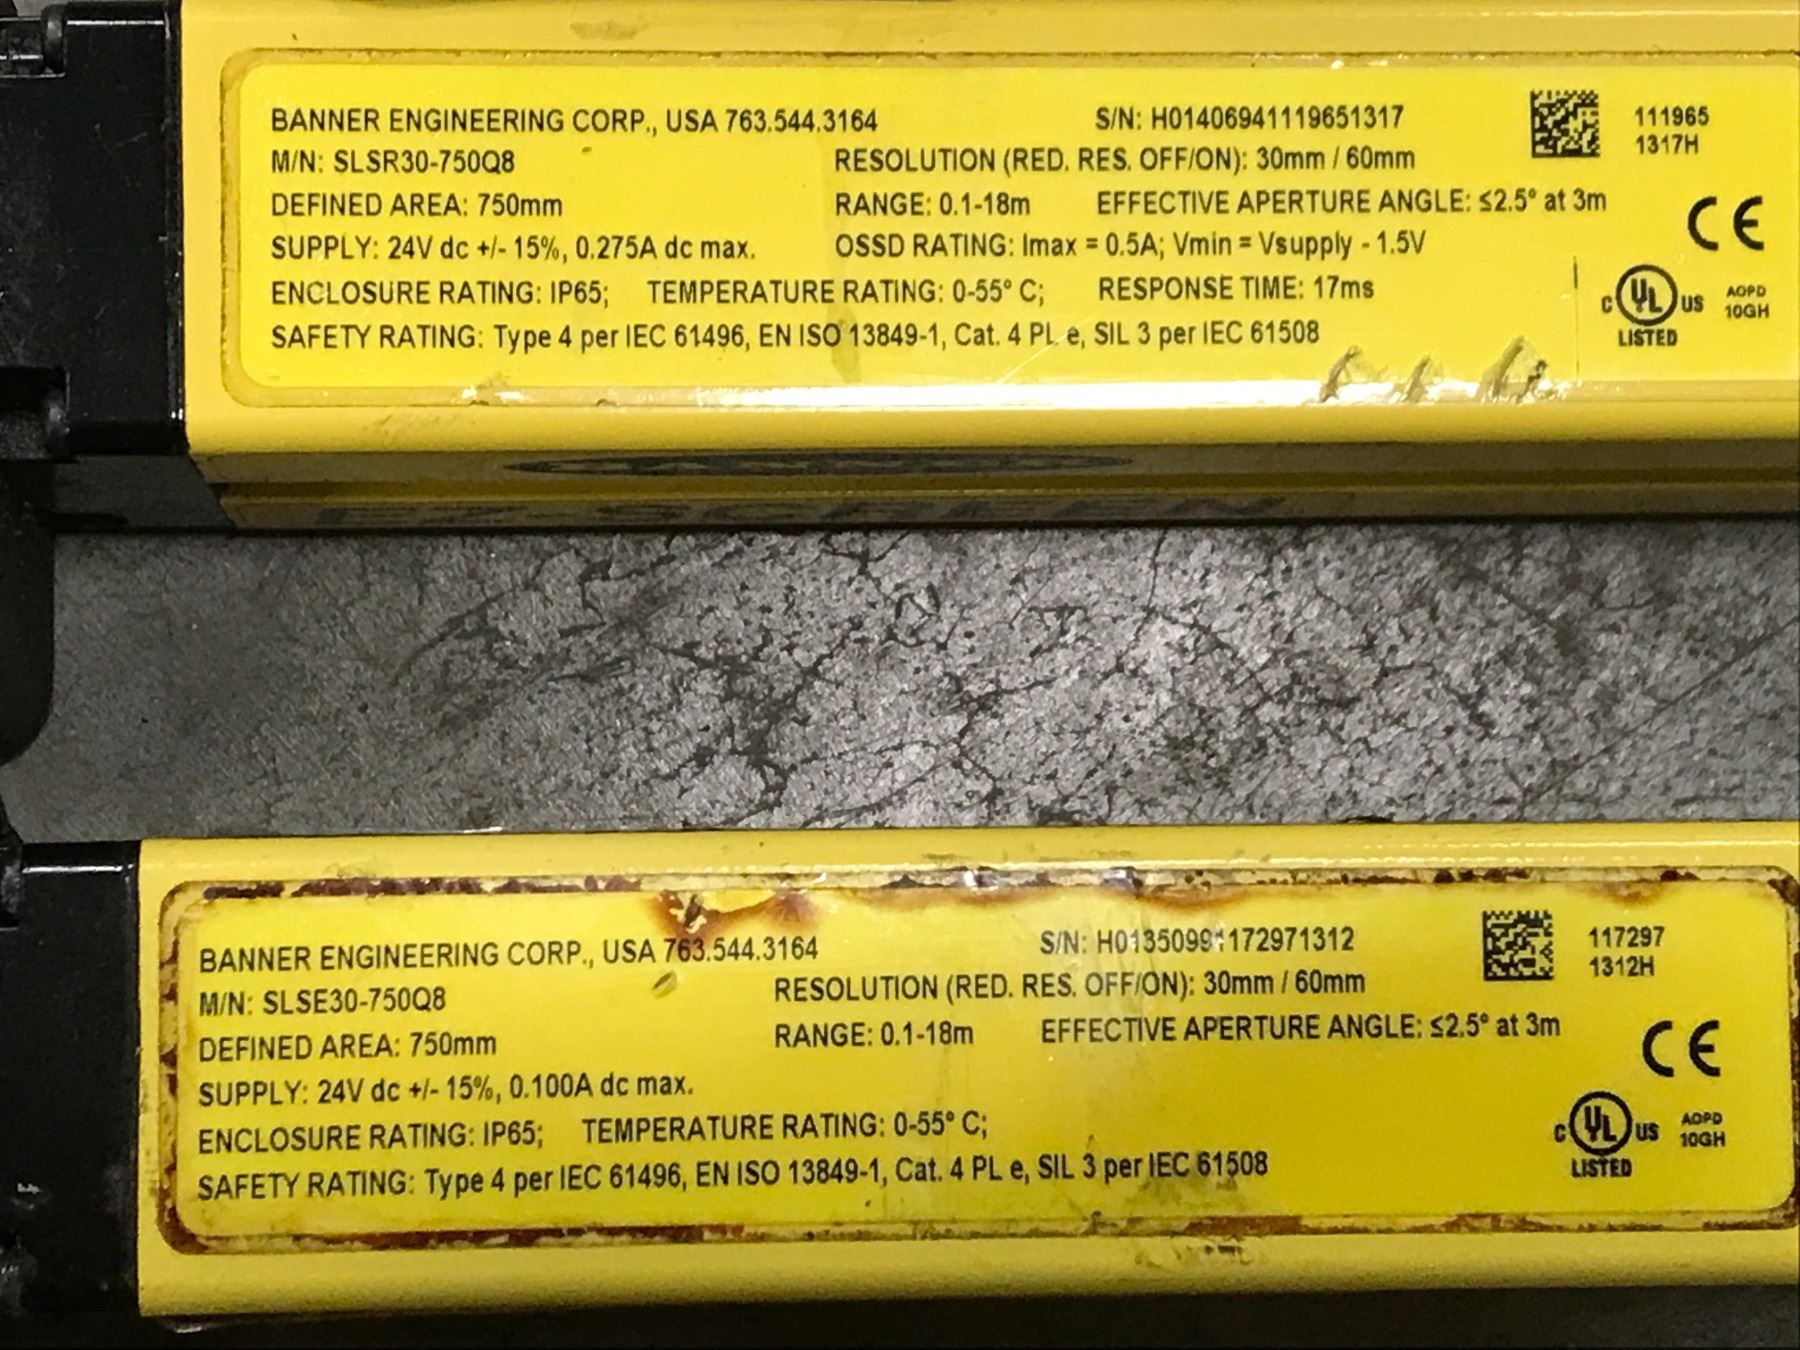 BANNER ENGINEERING CORP., USA 763.544.3164 S/N: H01406941119651317 111965
1317H
M/N: SLSR30-750Q8 RESOLUTION (RED. RES. OFF/ON): 30mm / 60mm
DEFINED AREA: 750mm RANGE: 0.1-18m EFFECTIVE APERTURE ANGLE: ≤2.5° at 3m
CE
SUPPLY: 24V dc +/- 15%, 0.275A dc max. OSSD RATING: Imax = 0.5A; Vmin = Vsupply - 1.5V
ENCLOSURE RATING: IP65; TEMPERATURE RATING: 0-55° C; RESPONSE TIME: 17ms
C UL US LISTED
AOPD
10GH
SAFETY RATING: Type 4 per IEC 61496, EN ISO 13849-1, Cat. 4 PL e, SIL 3 per IEC 61508
EZ-SCREEN
BANNER ENGINEERING CORP., USA 763.544.3164 S/N: H01350991172971312 117297
1312H
M/N: SLSE30-750Q8 RESOLUTION (RED. RES. OFF/ON): 30mm / 60mm
DEFINED AREA: 750mm RANGE: 0.1-18m EFFECTIVE APERTURE ANGLE: ≤2.5° at 3m
CE
SUPPLY: 24V dc +/- 15%, 0.100A dc max.
ENCLOSURE RATING: IP65; TEMPERATURE RATING: 0-55° C;
C UL US LISTED
AOPD
10GH
SAFETY RATING: Type 4 per IEC 61496, EN ISO 13849-1, Cat. 4 PL e, SIL 3 per IEC 61508